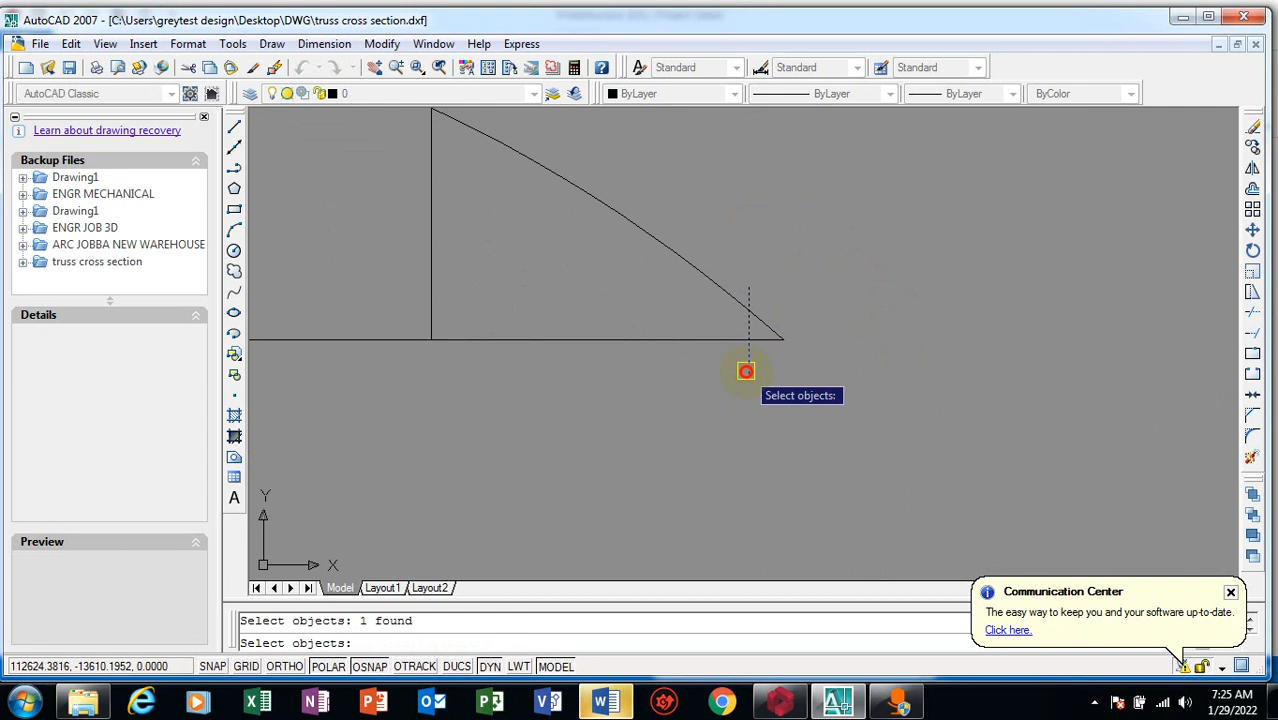 AutoCAD 2007 - [C:\Users\greytest design\Desktop\DWG\truss cross section.dxf]
File Edit View Insert Format Tools Draw Dimension Modify Window Help Express
Standard Standard Standard
AutoCAD Classic 0 ByLayer ByLayer ByLayer ByColor
Learn about drawing recovery
Backup Files
Drawing1
ENGR MECHANICAL
Drawing1
ENGR JOB 3D
ARC JOBBA NEW WAREHOUSE
truss cross section
Details
Preview
Select objects:
Y
X
Model Layout1 Layout2
Communication Center
The easy way to keep you and your software up-to-date.
Click here.
Select objects: 1 found
Select objects:
112624.3816, -13610.1952, 0.0000 SNAP GRID ORTHO POLAR OSNAP OTRACK DUCS DYN LWT MODEL
7:25 AM
1/29/2022